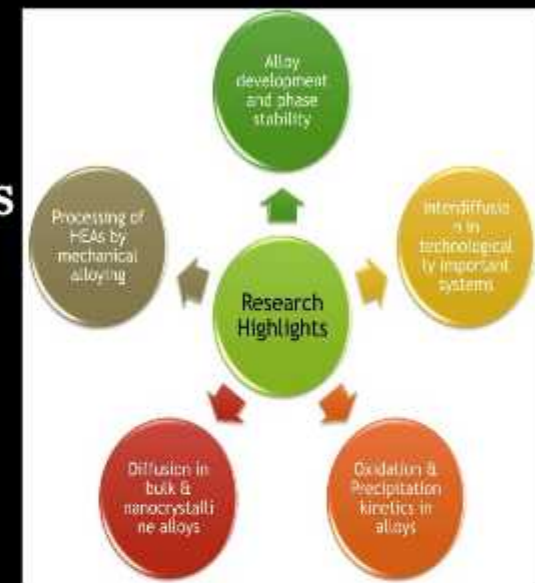 s
Alloy
development
and phase
stability
Processing of
HEAs by
mechanical
alloying
Interdiffusio
n in
technological
ly important
systems
Research
Highlights
Diffusion in
bulk &
nanocrystalli
ne alloys
Oxidation &
Precipitation
kinetics in
alloys